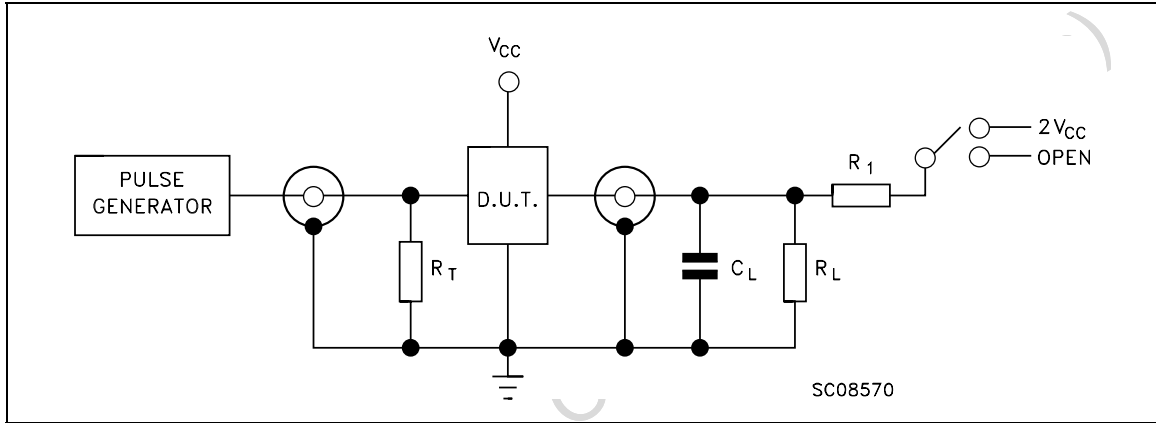 VCC
2VCC
OPEN
R1
PULSE
GENERATOR
D.U.T.
RT
CL
RL
SC08570